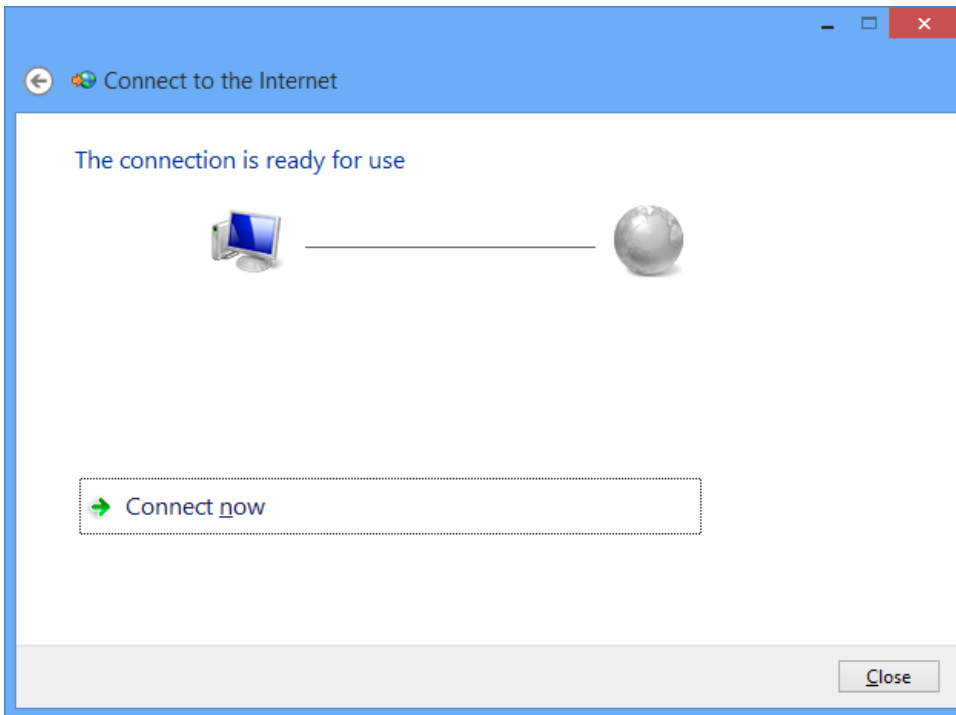 Connect to the Internet
The connection is ready for use
Connect now
Close